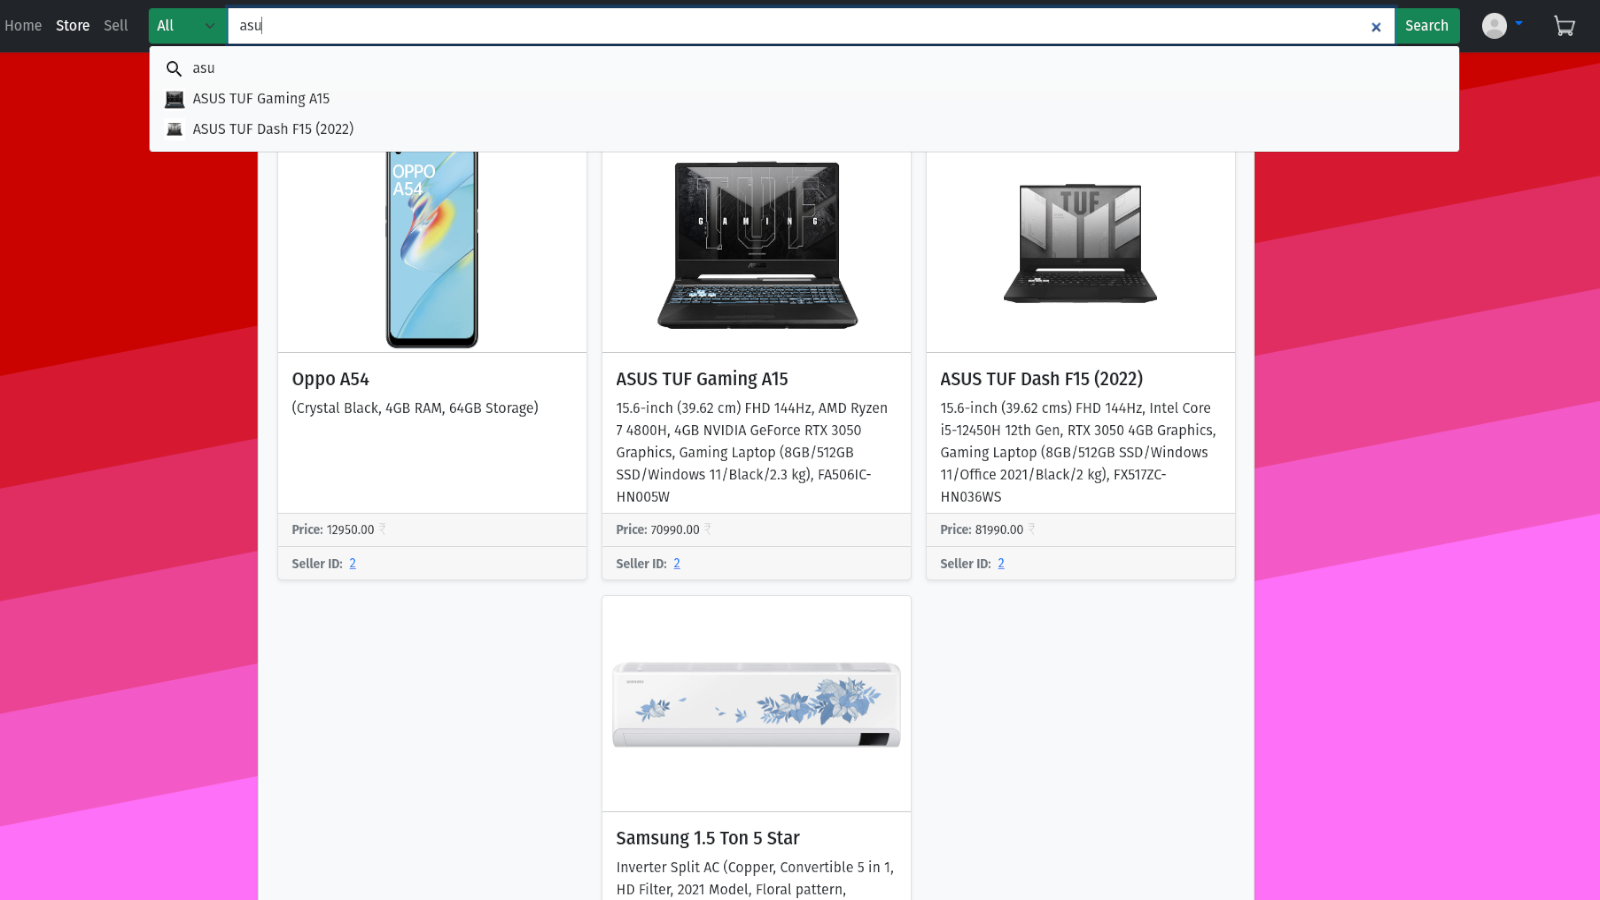 Home Store Sell All asu Search
asu
ASUS TUF Gaming A15
ASUS TUF Dash F15 (2022)
OPPO
A54
TUF
GAMING
TUF
Oppo A54
(Crystal Black, 4GB RAM, 64GB Storage)
Price: 12950.00 ₹
Seller ID: 2
ASUS TUF Gaming A15
15.6-inch (39.62 cm) FHD 144Hz, AMD Ryzen
7 4800H, 4GB NVIDIA GeForce RTX 3050
Graphics, Gaming Laptop (8GB/512GB
SSD/Windows 11/Black/2.3 kg), FA506IC-
HN005W
Price: 70990.00 ₹
Seller ID: 2
ASUS TUF Dash F15 (2022)
15.6-inch (39.62 cms) FHD 144Hz, Intel Core
i5-12450H 12th Gen, RTX 3050 4GB Graphics,
Gaming Laptop (8GB/512GB SSD/Windows
11/Office 2021/Black/2 kg), FX517ZC-
HN036WS
Price: 81990.00 ₹
Seller ID: 2
SAMSUNG
Samsung 1.5 Ton 5 Star
Inverter Split AC (Copper, Convertible 5 in 1,
HD Filter, 2021 Model, Floral pattern,